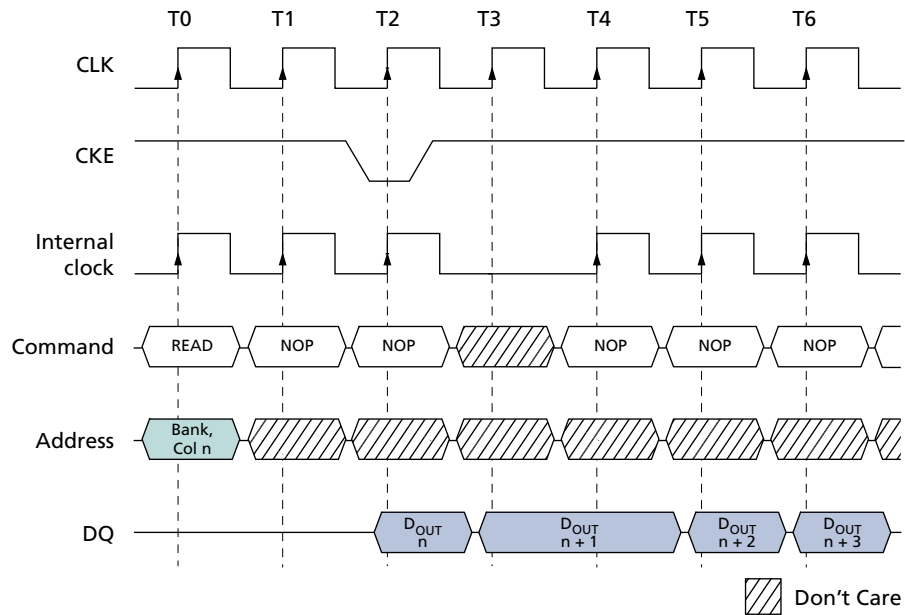 T0 T1 T2 T3 T4 T5 T6
CLK
CKE
Internal
clock
Command READ NOP NOP NOP NOP NOP
Address Bank,
Col n
DQ DOUT
n DOUT
n + 1 DOUT
n + 2 DOUT
n + 3
Don't Care